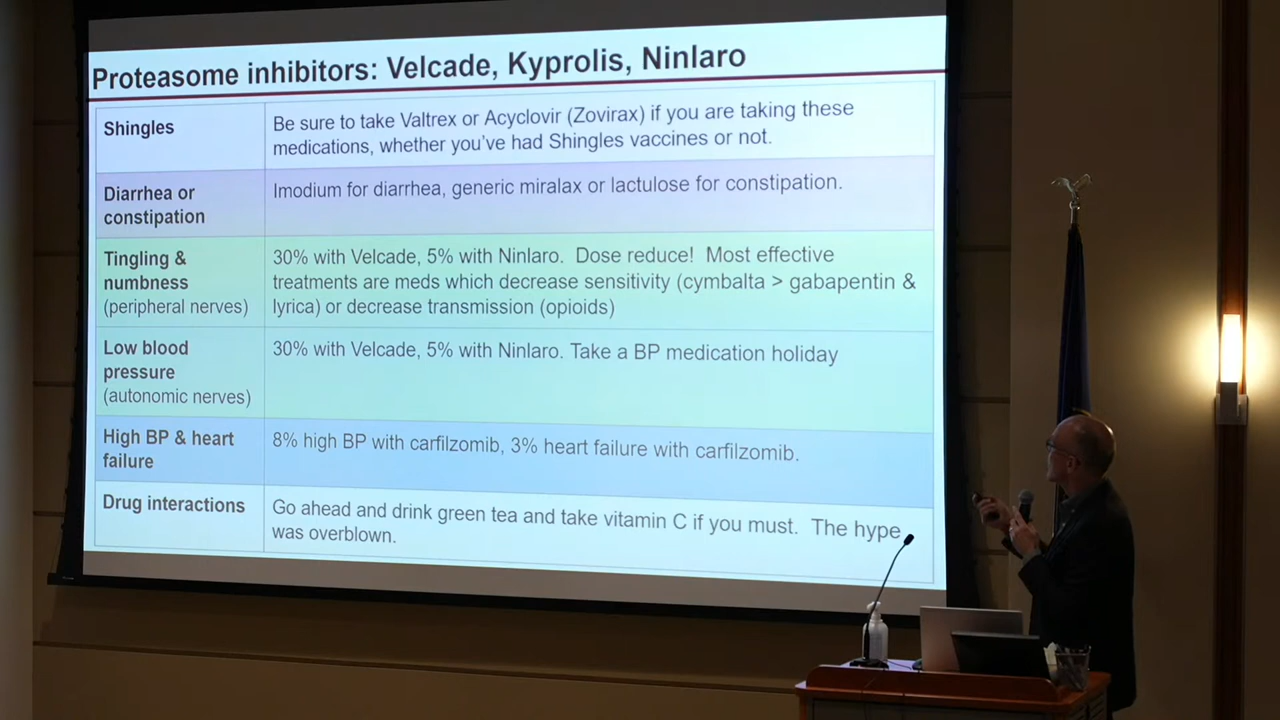 Proteasome inhibitors: Velcade, Kyprolis, Ninlaro
Shingles
Be sure to take Valtrex or Acyclovir (Zovirax) if you are taking these
medications, whether you've had Shingles vaccines or not.
Diarrhea or
constipation
Imodium for diarrhea, generic miralax or lactulose for constipation.
Tingling &
numbness
(peripheral nerves)
30% with Velcade, 5% with Ninlaro.  Dose reduce!  Most effective
treatments are meds which decrease sensitivity (cymbalta > gabapentin &
lyrica) or decrease transmission (opioids)
Low blood
pressure
(autonomic nerves)
30% with Velcade, 5% with Ninlaro. Take a BP medication holiday
High BP & heart
failure
8% high BP with carfilzomib, 3% heart failure with carfilzomib.
Drug interactions
Go ahead and drink green tea and take vitamin C if you must.  The hype
was overblown.